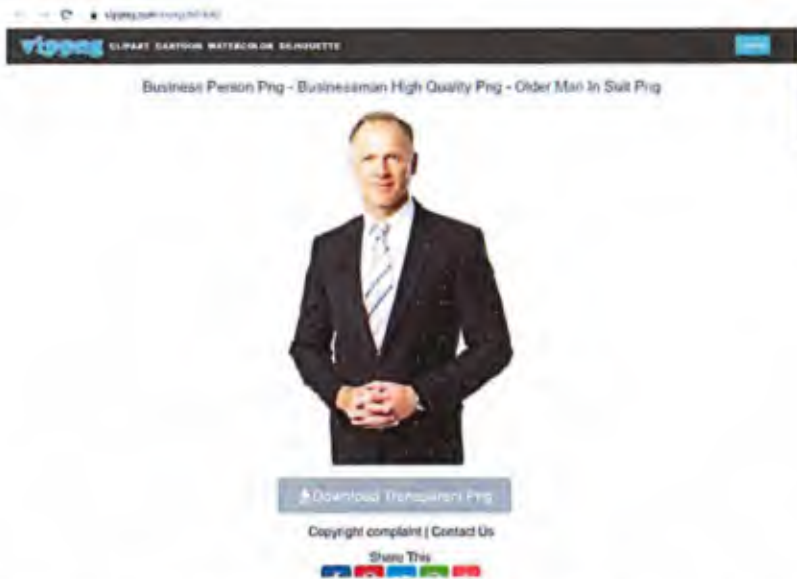 vippng CLIPART CARTOON WATERCOLOR SILHOUETTE
Business Person Png - Businessman High Quality Png - Older Man In Suit Png
Download Transparent Png
Copyright complaint | Contact Us
Share This